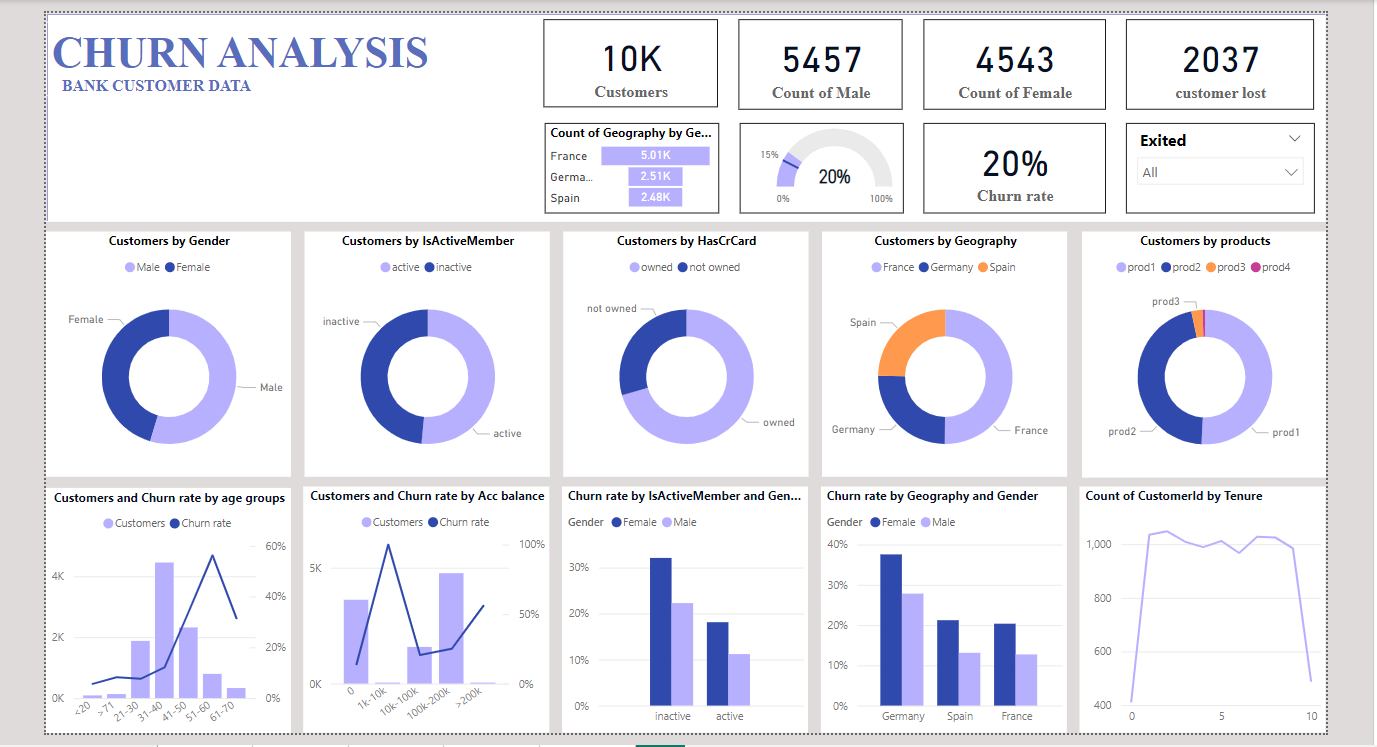 CHURN ANALYSIS
BANK CUSTOMER DATA
10K
Customers
5457
Count of Male
4543
Count of Female
2037
customer lost
Count of Geography by Ge...
France 5.01K
Germa... 2.51K
Spain 2.48K
15%
20%
0% 100%
20%
Churn rate
Exited
All
Customers by Gender
Male Female
Female
Male
Customers by IsActiveMember
active inactive
inactive
active
Customers by HasCrCard
owned not owned
not owned
owned
Customers by Geography
France Germany Spain
Spain
Germany
France
Customers by products
prod1 prod2 prod3 prod4
prod3
prod2
prod1
Customers and Churn rate by age groups
Customers Churn rate
4K
2K
0K
60%
40%
20%
0%
<20 >71 21-30 31-40 41-50 51-60 61-70
Customers and Churn rate by Acc balance
Customers Churn rate
5K
0K
100%
50%
0%
0 1k-10k 10k-100k 100k-200k >200k
Churn rate by IsActiveMember and Gen...
Gender Female Male
30%
20%
10%
0%
inactive active
Churn rate by Geography and Gender
Gender Female Male
40%
30%
20%
10%
0%
Germany Spain France
Count of CustomerId by Tenure
1,000
800
600
400
0 5 10